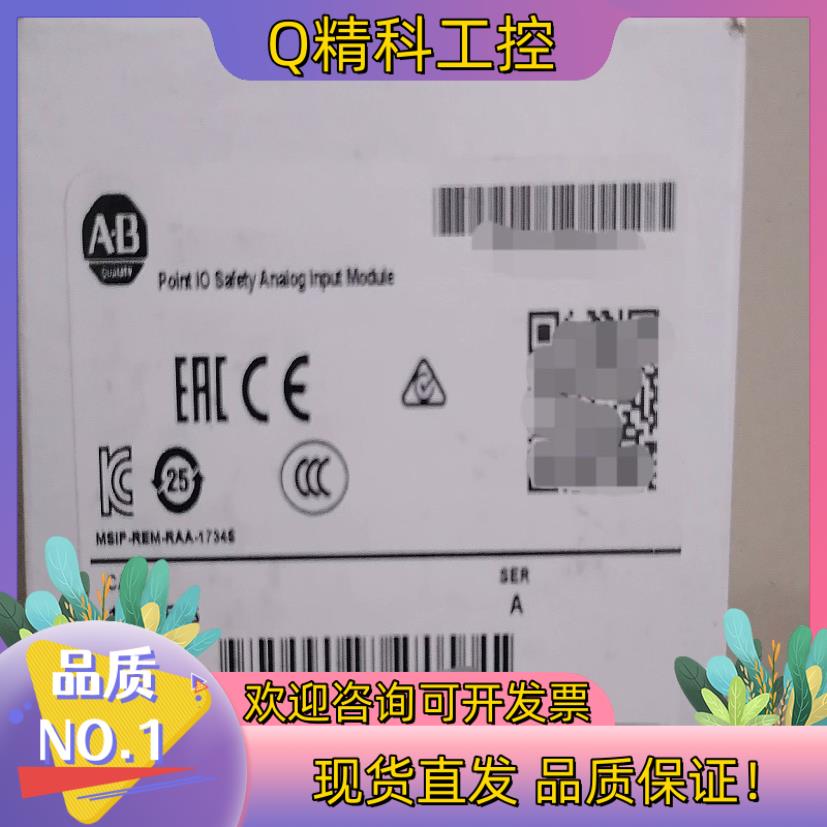 Q精科工控
A·B
QUALITY
Point IO Safety Analog Input Module
EAC CE
25
CCC
MSIP-REM-RAA-1734S
SER
A
品质
NO.1
欢迎咨询可开发票
现货直发 品质保证！